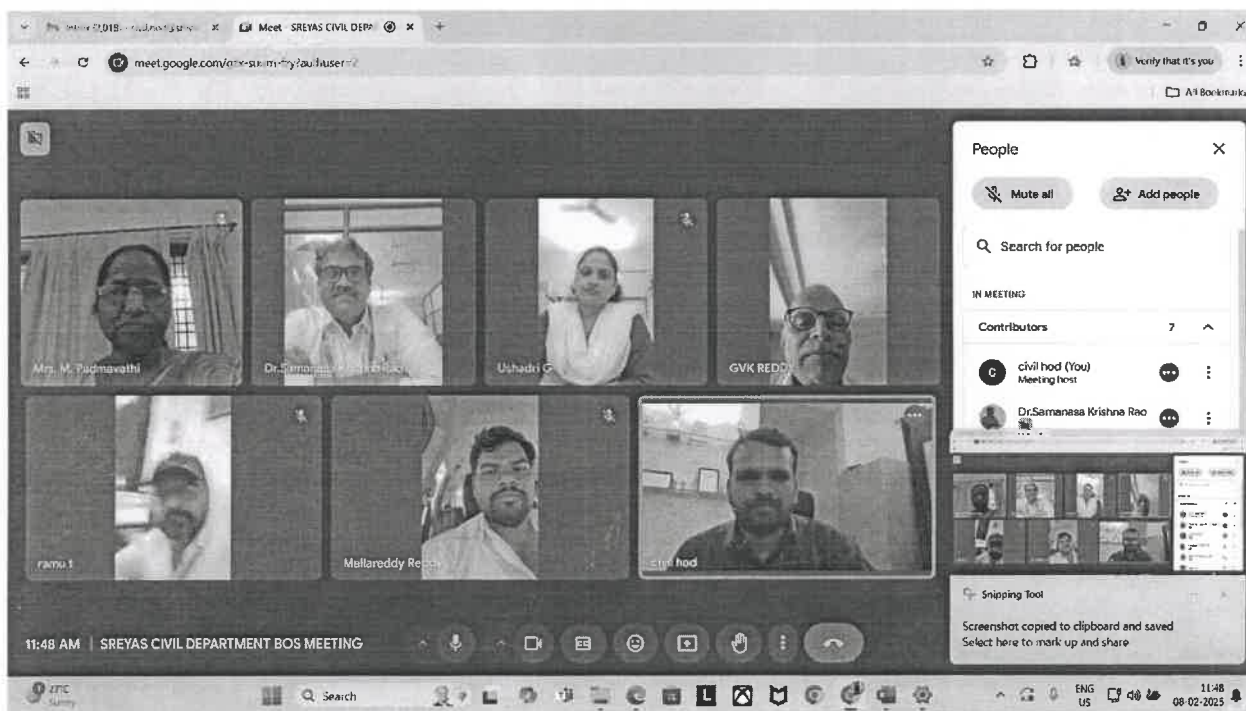 Meet - SREYAS CIVIL DEPA
meet.google.com/
Verify that it's you
All Bookmarks
People
Mute all
Add people
Search for people
IN MEETING
Contributors 7
C civil hod (You)
Meeting host
Dr.Samanasa Krishna Rao
Mrs. M. Padmavathi
Ushadri G
GVK REDDY
ramu t
Mallareddy Reddy
civil hod
Snipping Tool
Screenshot copied to clipboard and saved
Select here to mark up and share
11:48 AM | SREYAS CIVIL DEPARTMENT BOS MEETING
27°C
Sunny
Search
ENG
US
11:48
08-02-2025